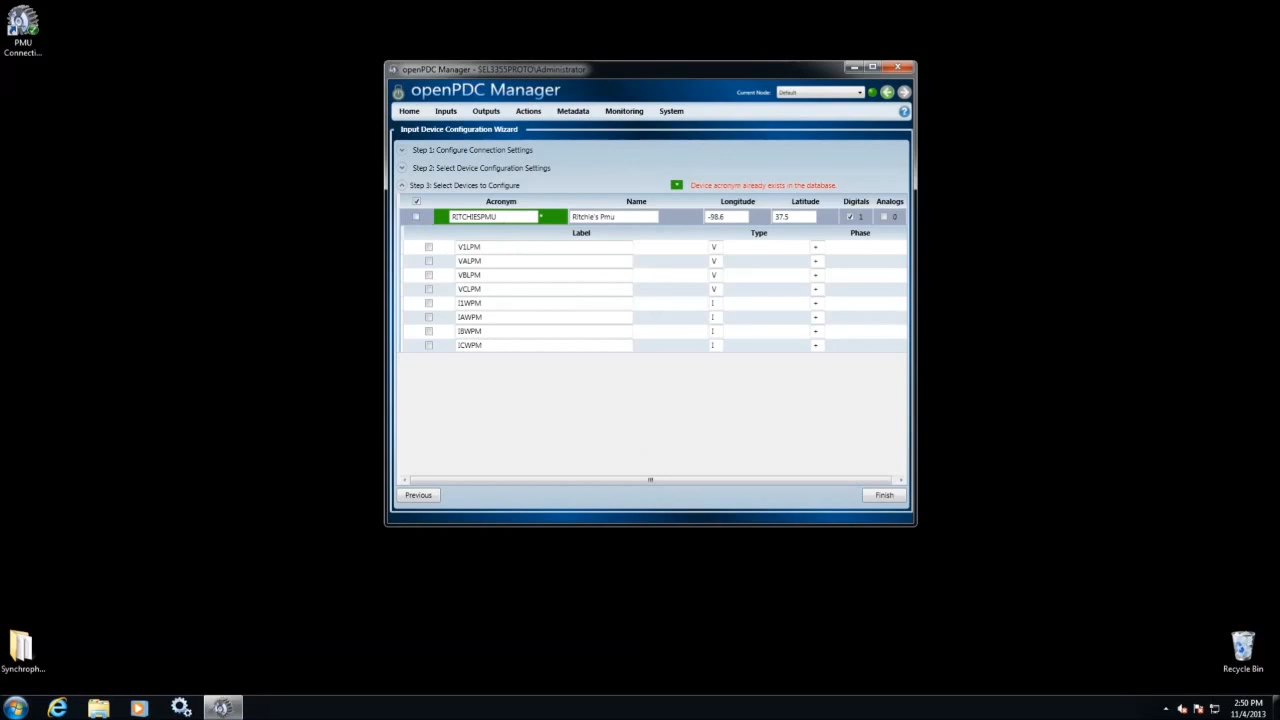 PMU
Connecti...
openPDC Manager - SEL3355PROTO\Administrator
openPDC Manager
Current Node: Default
Home Inputs Outputs Actions Metadata Monitoring System
Input Device Configuration Wizard
Step 1: Configure Connection Settings
Step 2: Select Device Configuration Settings
Step 3: Select Devices to Configure
Device acronym already exists in the database.
Acronym Name Longitude Latitude Digitals Analogs
RITCHIESPMU * Ritchie's Pmu -98.6 37.5 1 0
Label Type Phase
V1LPM V +
VALPM V +
VBLPM V +
VCLPM V +
I1WPM I +
IAWPM I +
IBWPM I +
ICWPM I +
Previous Finish
Synchroph...
Recycle Bin
2:50 PM
11/4/2013